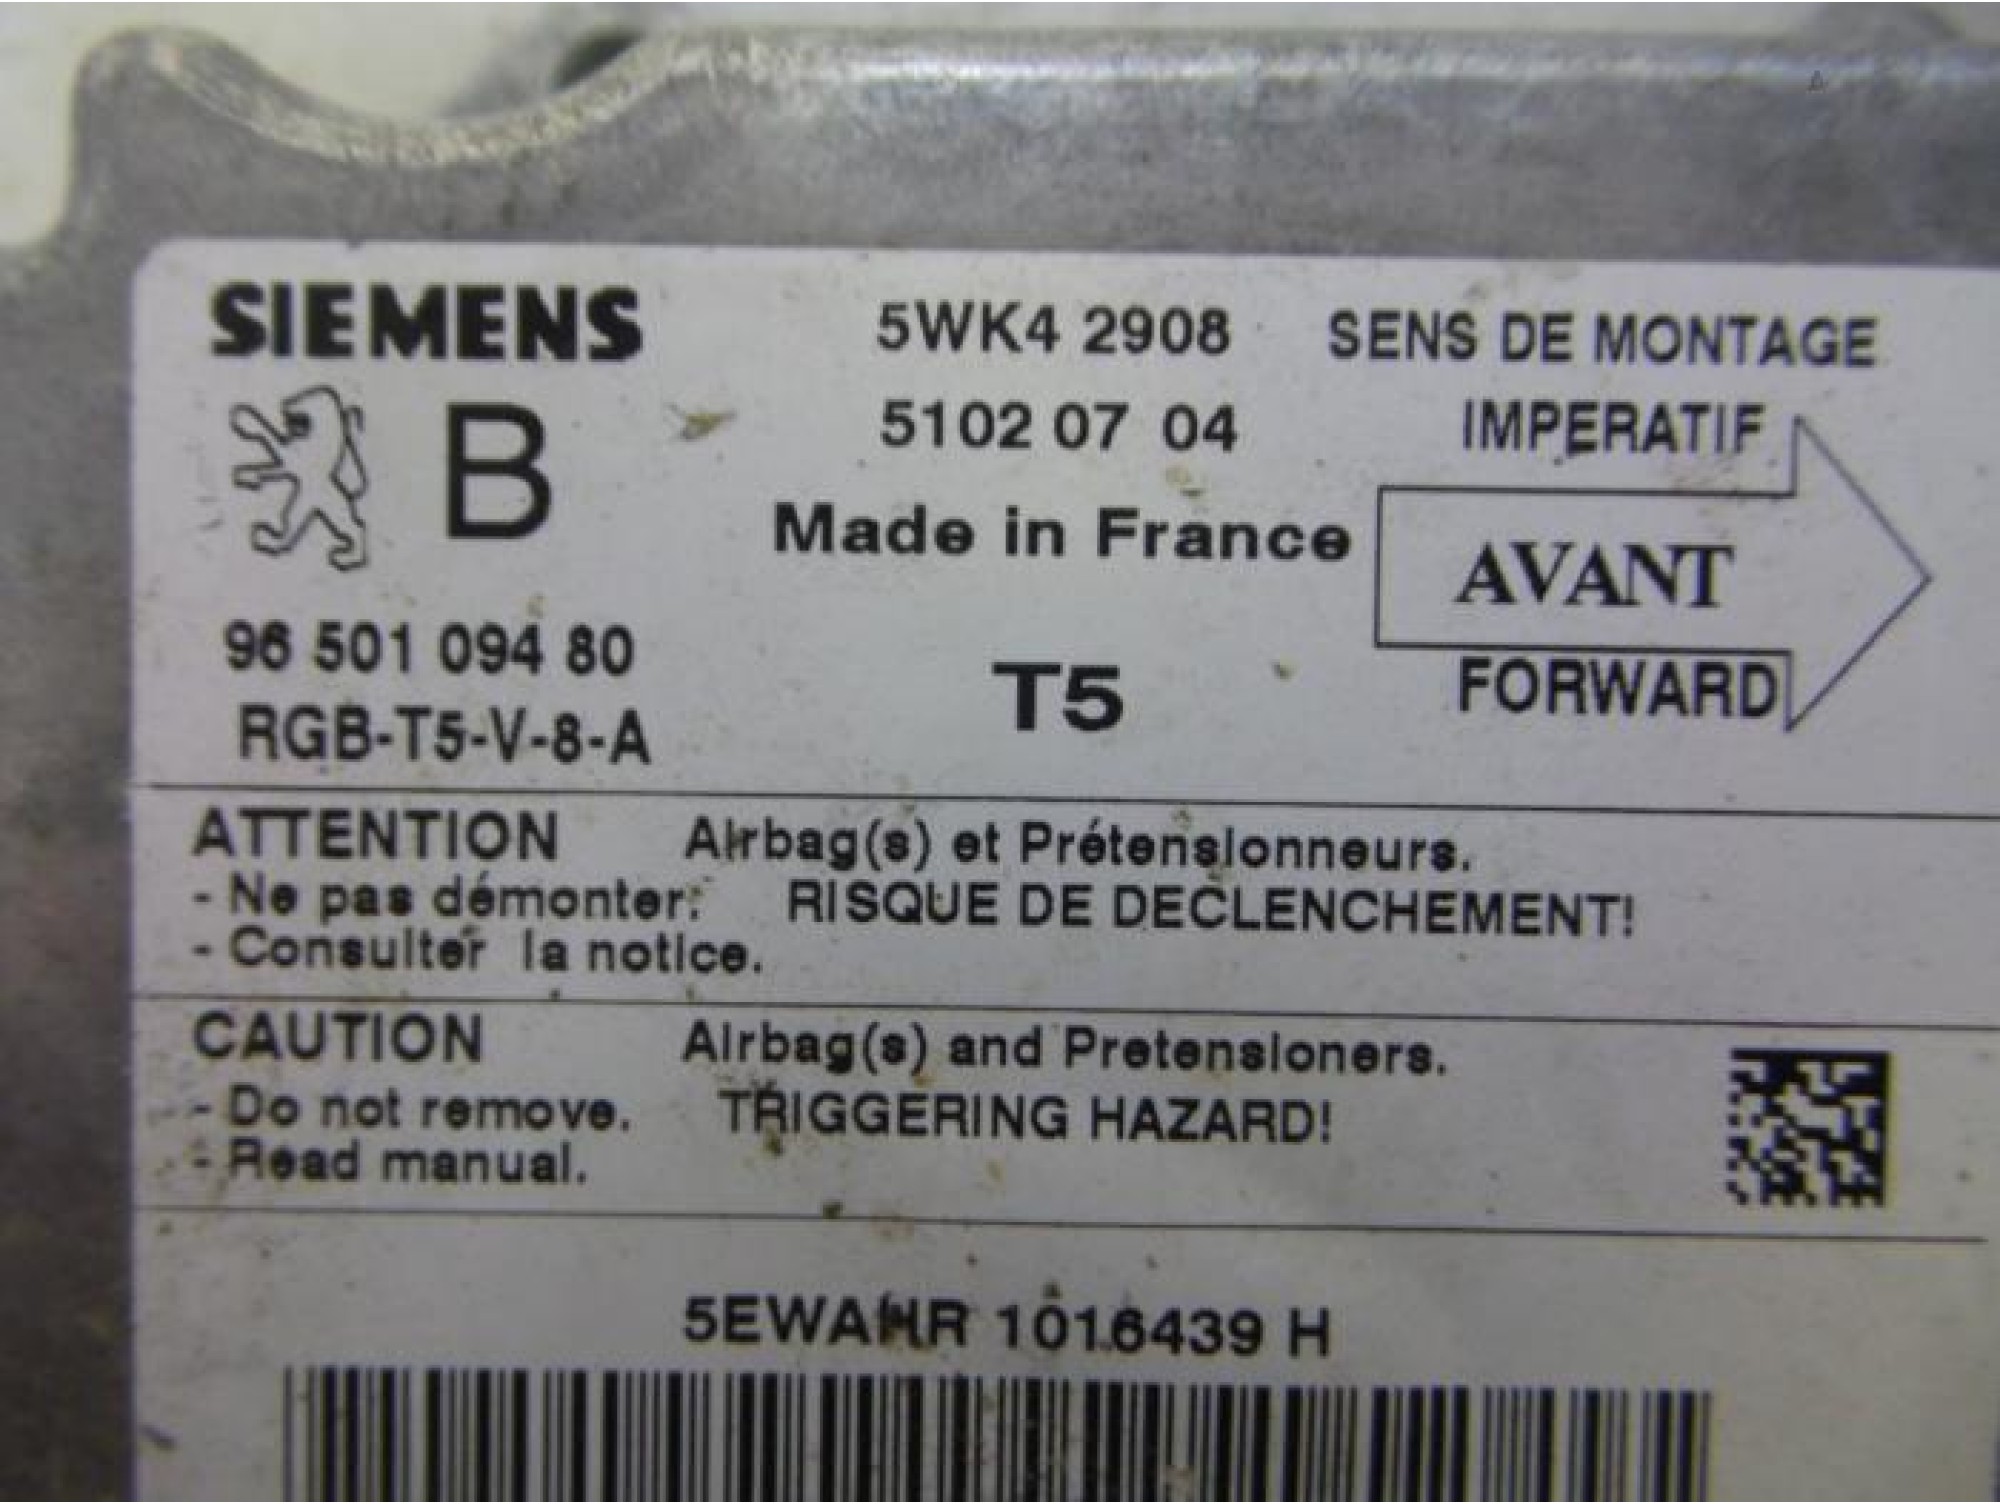 SIEMENS 5WK4 2908 SENS DE MONTAGE
B 5102 07 04 IMPERATIF
Made in France AVANT
96 501 094 80 T5 FORWARD
RGB-T5-V-8-A
ATTENTION Airbag(s) et Prétensionneurs.
- Ne pas démonter: RISQUE DE DECLENCHEMENT!
- Consulter la notice.
CAUTION Airbag(s) and Pretensioners.
- Do not remove. TRIGGERING HAZARD!
- Read manual.
5EWAHR 1016439 H